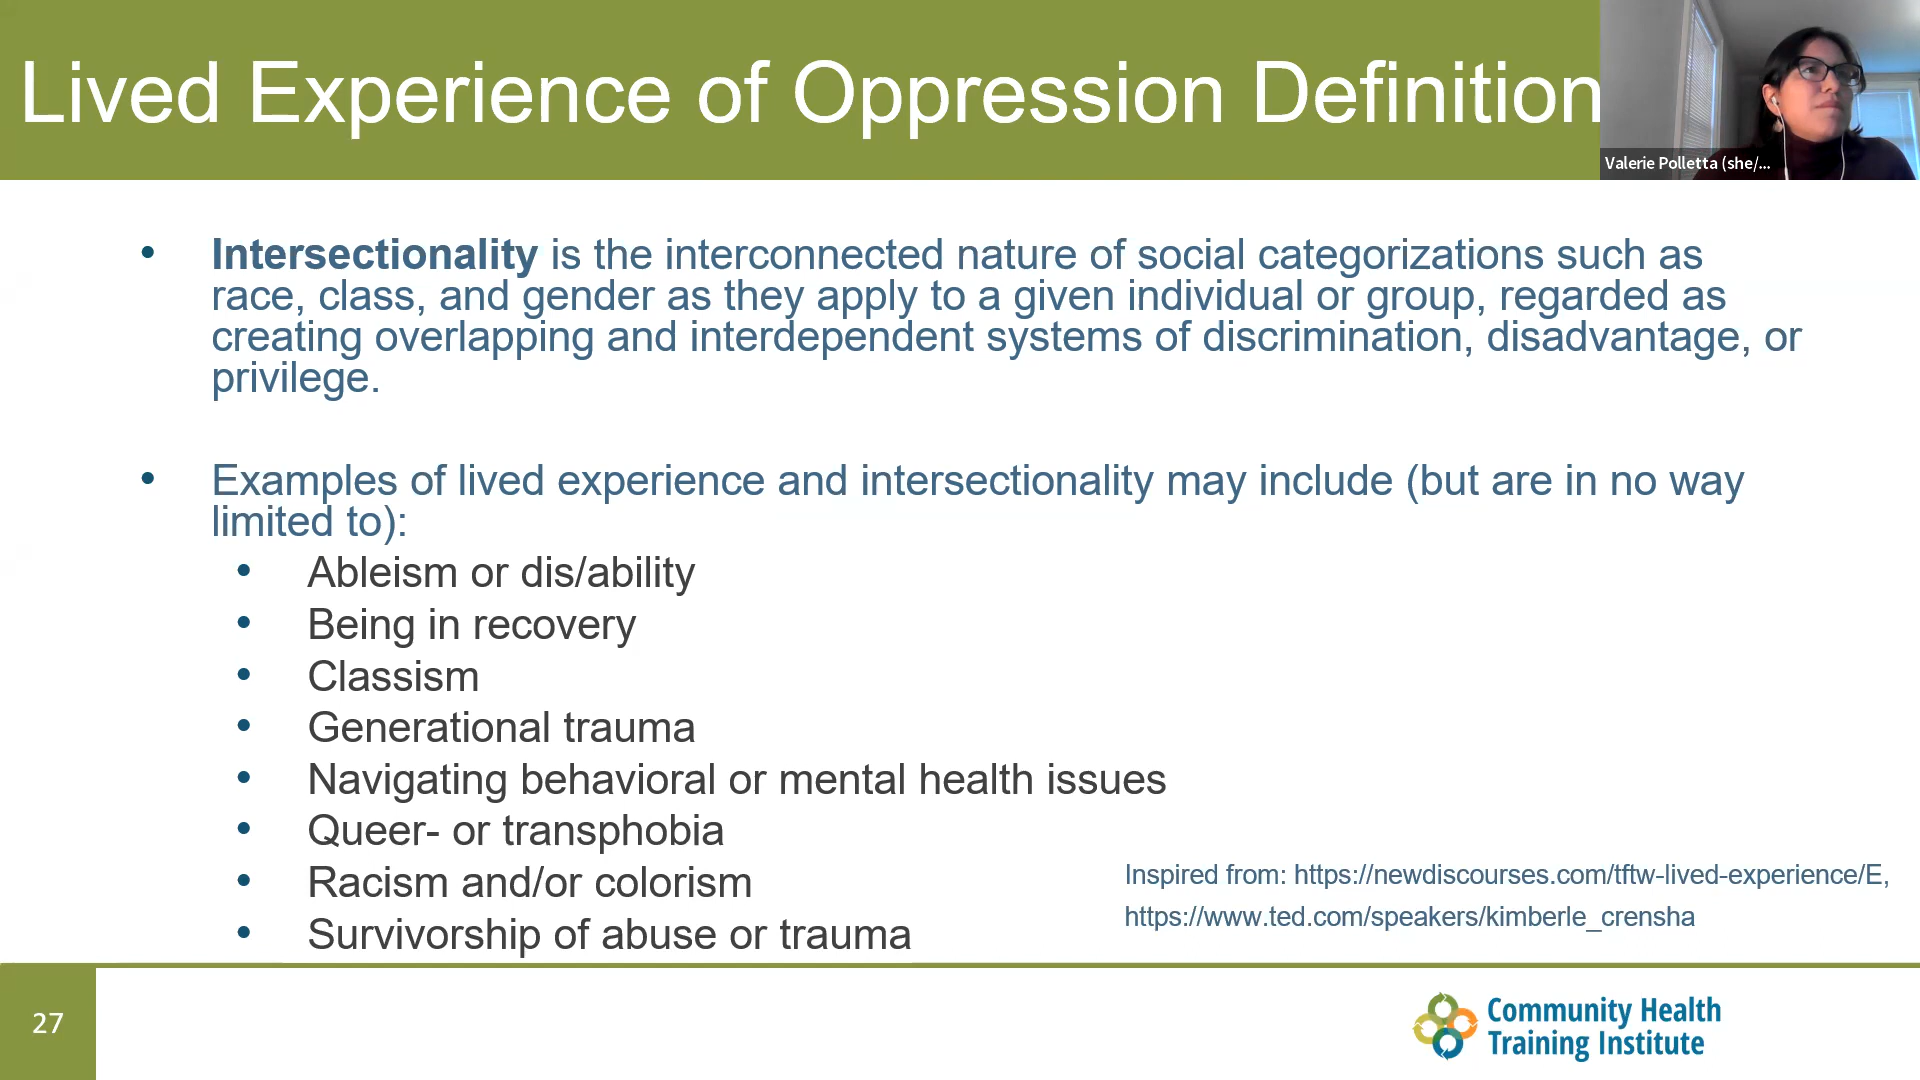 Lived Experience of Oppression Definition
Valerie Polletta (she/...
• Intersectionality is the interconnected nature of social categorizations such as
race, class, and gender as they apply to a given individual or group, regarded as
creating overlapping and interdependent systems of discrimination, disadvantage, or
privilege.
• Examples of lived experience and intersectionality may include (but are in no way
limited to):
• Ableism or dis/ability
• Being in recovery
• Classism
• Generational trauma
• Navigating behavioral or mental health issues
• Queer- or transphobia
• Racism and/or colorism
• Survivorship of abuse or trauma
Inspired from: https://newdiscourses.com/tftw-lived-experience/E,
https://www.ted.com/speakers/kimberle_crensha
27
Community Health
Training Institute